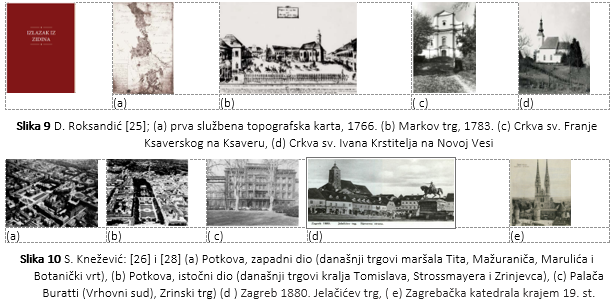 IZLAZAK IZ
ZIDINA
(a) (b) ( c) (d)
Slika 9 D. Roksandić [25]; (a) prva službena topografska karta, 1766. (b) Markov trg, 1783. (c) Crkva sv. Franje
Ksaverskog na Ksaveru, (d) Crkva sv. Ivana Krstitelja na Novoj Vesi
(a) (b) ( c) (d) (e)
Slika 10 S. Knežević: [26] i [28] (a) Potkova, zapadni dio (današnji trgovi maršala Tita, Mažuraniča, Marulića i
Botanički vrt), (b) Potkova, istočni dio (današnji trgovi kralja Tomislava, Strossmayera i Zrinjevca), (c) Palača
Buratti (Vrhovni sud), Zrinski trg) (d ) Zagreb 1880. Jelačićev trg, ( e) Zagrebačka katedrala krajem 19. st.